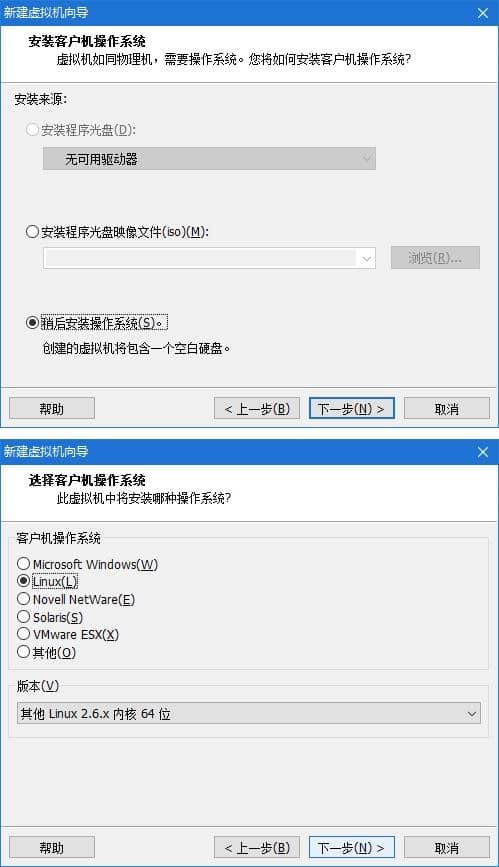 新建虚拟机向导
安装客户机操作系统
虚拟机如同物理机，需要操作系统。您将如何安装客户机操作系统?
安装来源:
安装程序光盘(D):
无可用驱动器
安装程序光盘映像文件(iso)(M):
浏览(R)...
稍后安装操作系统(S)。
创建的虚拟机将包含一个空白硬盘。
帮助
< 上一步(B)
下一步(N) >
取消
新建虚拟机向导
选择客户机操作系统
此虚拟机中将安装哪种操作系统?
客户机操作系统
Microsoft Windows(W)
Linux(L)
Novell NetWare(E)
Solaris(S)
VMware ESX(X)
其他(O)
版本(V)
其他 Linux 2.6.x 内核 64 位
帮助
< 上一步(B)
下一步(N) >
取消